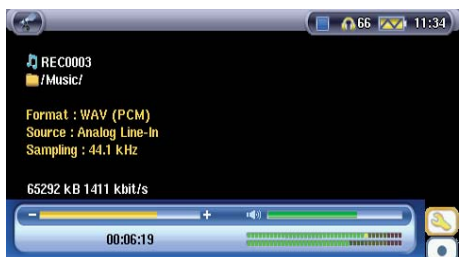 66 11:34
REC0003
/Music/
Format : WAV (PCM)
Source : Analog Line-In
Sampling : 44.1 kHz
65292 kB 1411 kbit/s
- +
00:06:19